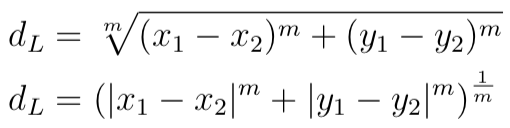 $d_L = \sqrt[m]{(x_1 - x_2)^m + (y_1 - y_2)^m}$
$d_L = (|x_1 - x_2|^m + |y_1 - y_2|^m)^{\frac{1}{m}}$